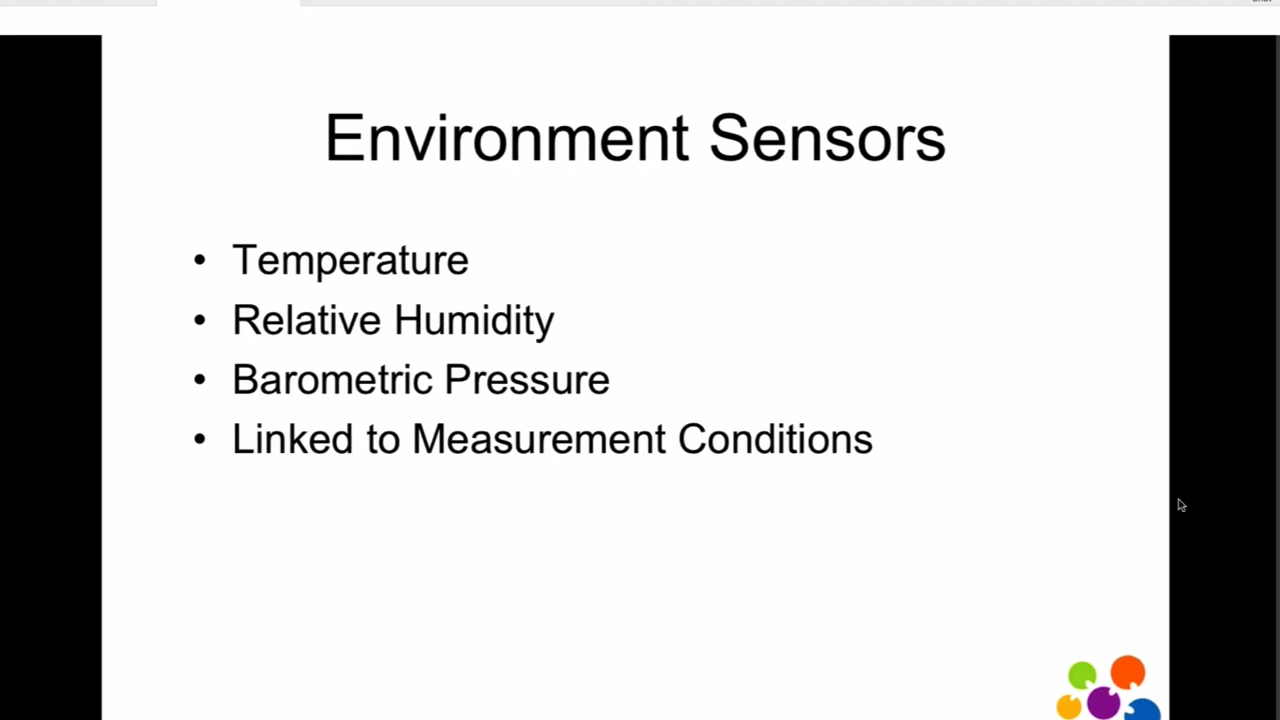 Environment Sensors
• Temperature
• Relative Humidity
• Barometric Pressure
• Linked to Measurement Conditions